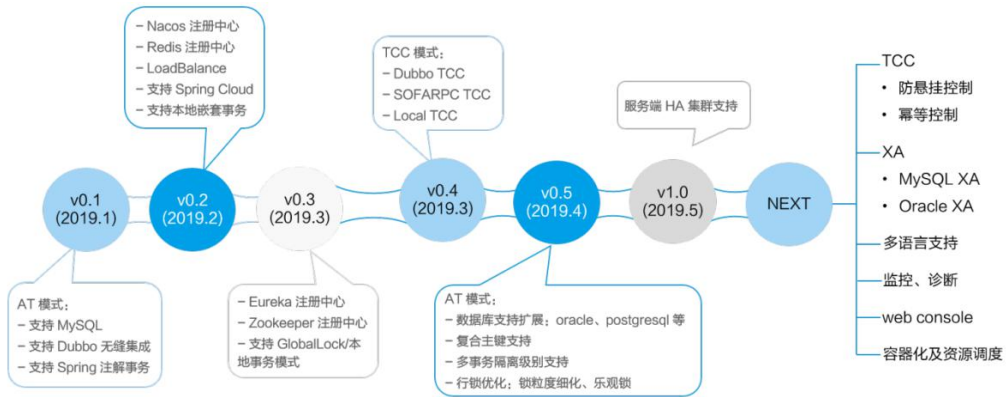 – Nacos 注册中心
– Redis 注册中心
– LoadBalance
– 支持 Spring Cloud
– 支持本地嵌套事务
TCC 模式：
– Dubbo TCC
– SOFARPC TCC
– Local TCC
服务端 HA 集群支持
v0.1
(2019.1)
v0.2
(2019.2)
v0.3
(2019.3)
v0.4
(2019.3)
v0.5
(2019.4)
v1.0
(2019.5)
NEXT
AT 模式：
– 支持 MySQL
– 支持 Dubbo 无缝集成
– 支持 Spring 注解事务
– Eureka 注册中心
– Zookeeper 注册中心
– 支持 GlobalLock/本
地事务模式
AT 模式：
– 数据库支持扩展；oracle、postgresql 等
– 复合主键支持
– 多事务隔离级别支持
– 行锁优化；锁粒度细化、乐观锁
TCC
• 防悬挂控制
• 幂等控制
XA
• MySQL XA
• Oracle XA
多语言支持
监控、诊断
web console
容器化及资源调度